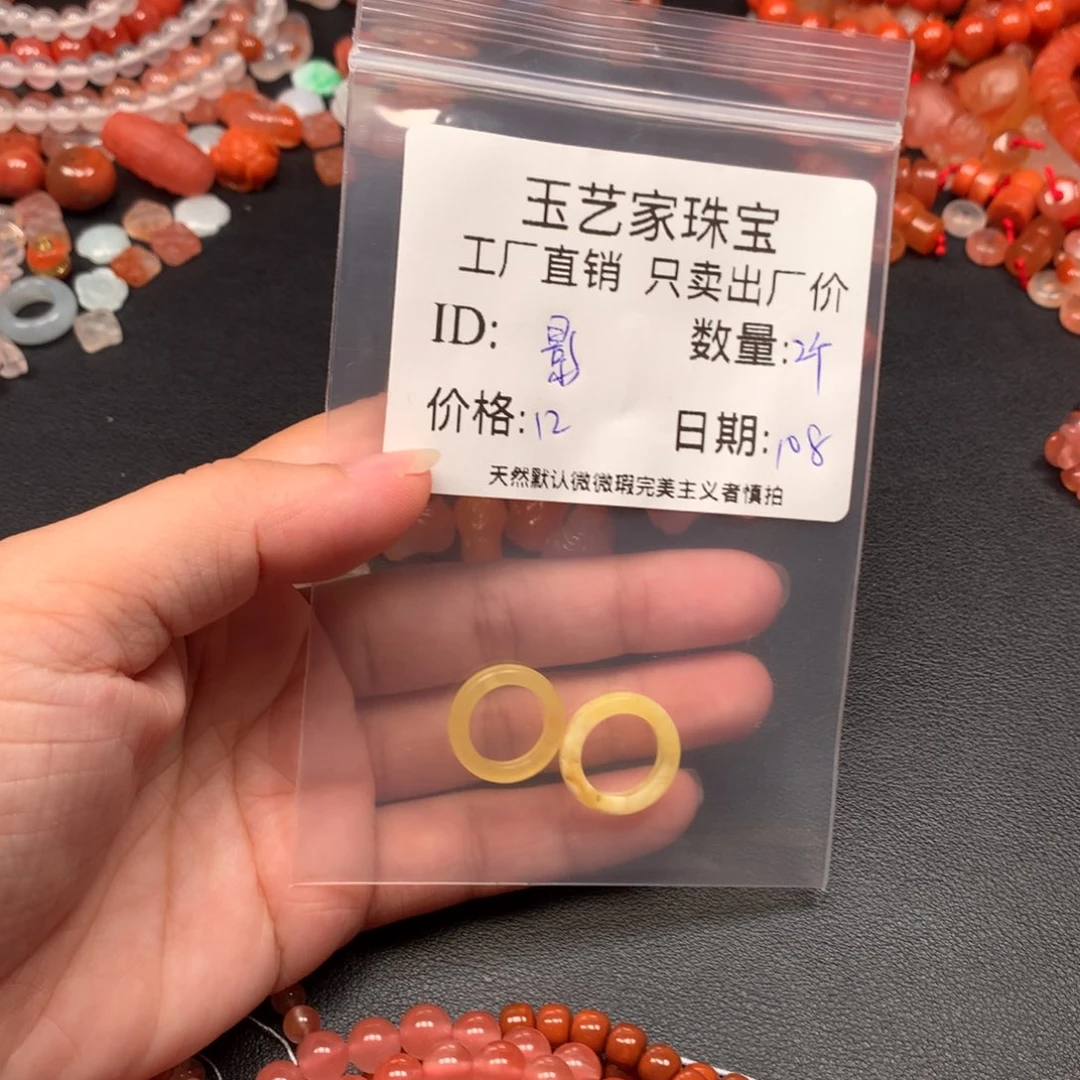 玉艺家珠宝
工厂直销 只卖出厂价
ID: 影 数量:2个
价格:12 日期:108
天然默认微微瑕完美主义者慎拍